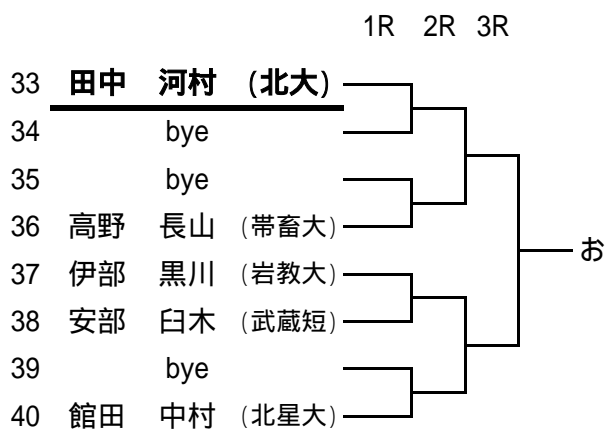 1R 2R 3R
33 田中 河村 (北大)
34 bye
35 bye
36 高野 長山 (帯畜大)
37 伊部 黒川 (岩教大)
38 安部 臼木 (武蔵短)
39 bye
40 館田 中村 (北星大)
お